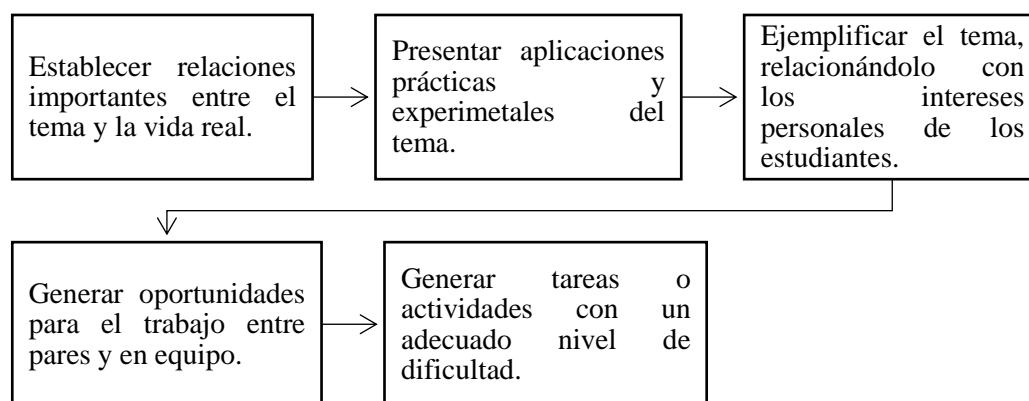 Establecer relaciones
importantes entre el
tema y la vida real.
Presentar aplicaciones
prácticas y
experimetales del
tema.
Ejemplificar el tema,
relacionándolo con
los intereses
personales de los
estudiantes.
Generar oportunidades
para el trabajo entre
pares y en equipo.
Generar tareas o
actividades con un
adecuado nivel de
dificultad.